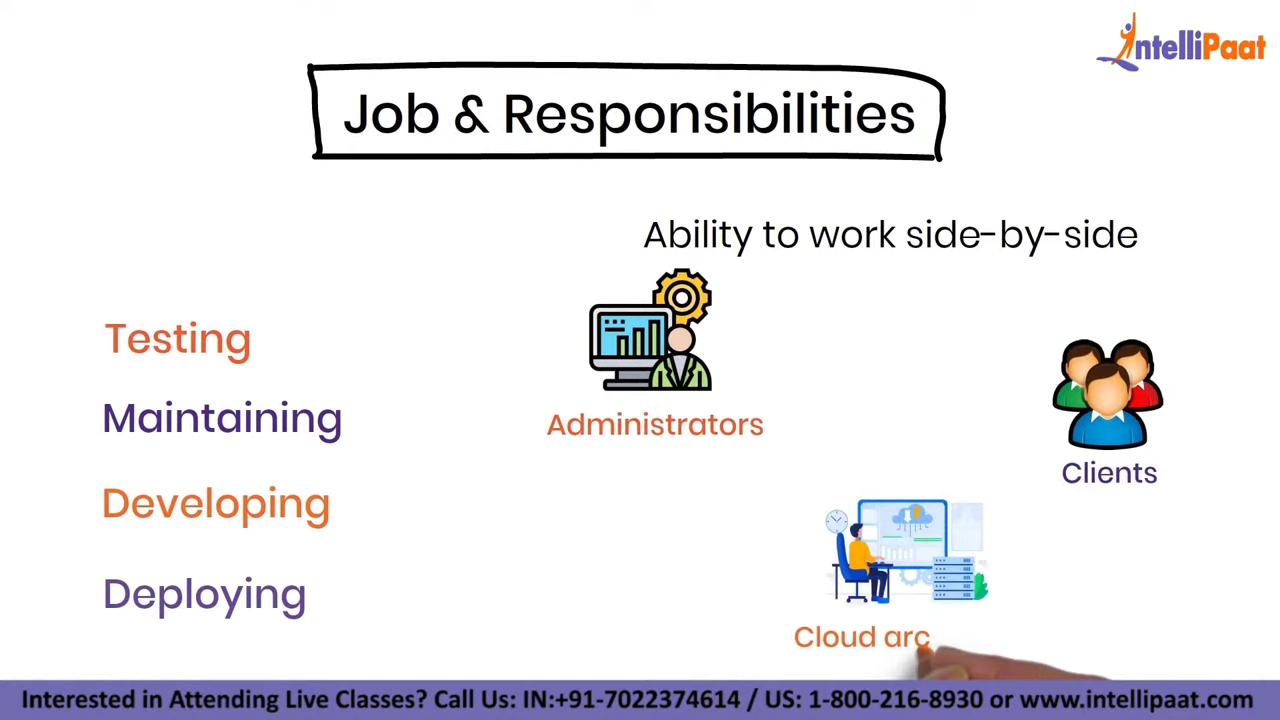 IntelliPaat
Job & Responsibilities
Ability to work side-by-side
Testing
Maintaining
Developing
Deploying
Administrators
Clients
Cloud arc
Interested in Attending Live Classes? Call Us: IN:+91-7022374614 / US: 1-800-216-8930 or www.intellipaat.com